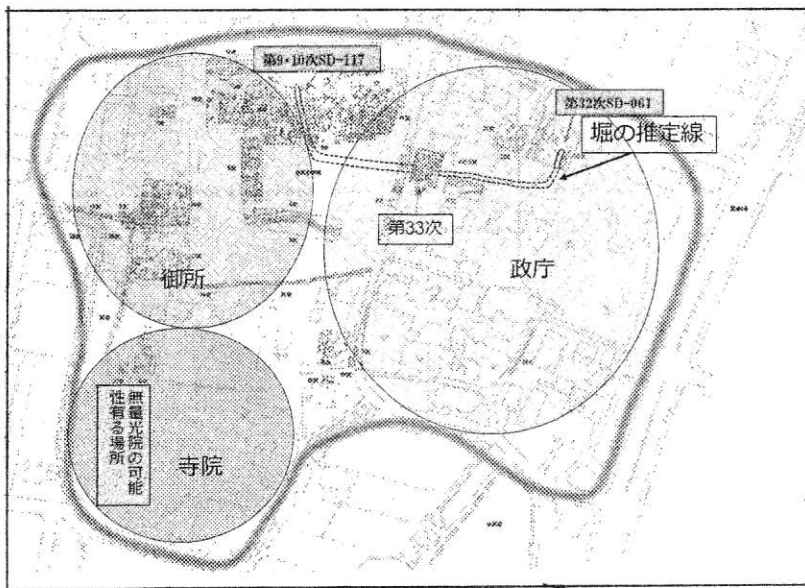 第9・10次SD-117
第32次SD-061
堀の推定線
第33次
御所
政庁
無量光院の可能
性有る場所
寺院